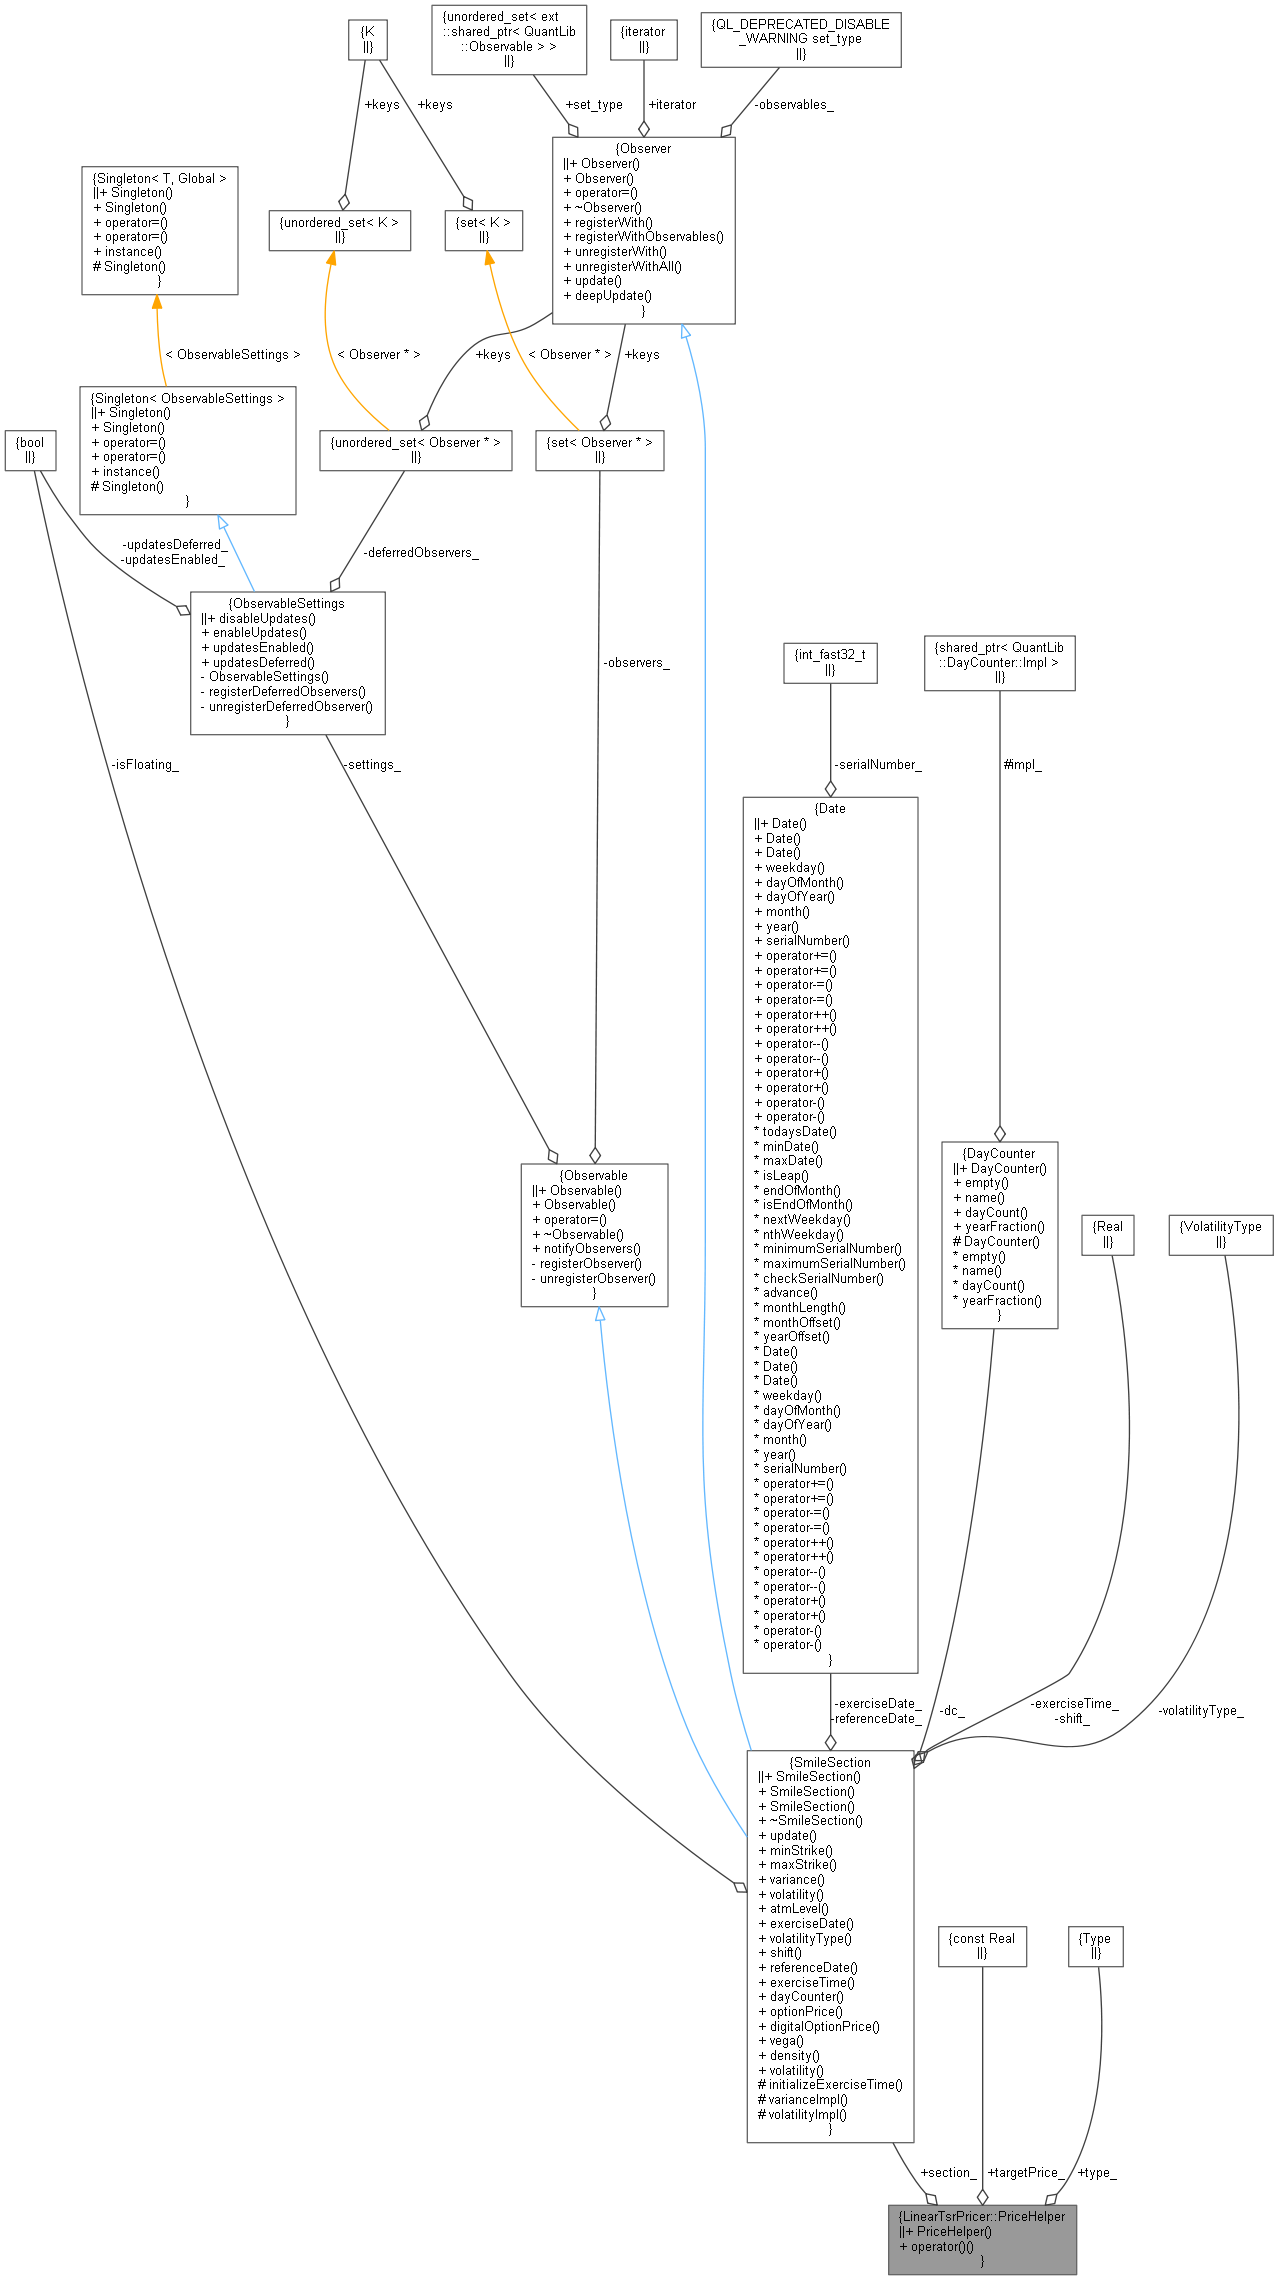 {K
||}
{unordered_set< ext
::shared_ptr< QuantLib
::Observable > >
||}
{iterator
||}
{QL_DEPRECATED_DISABLE
_WARNING set_type
||}
+keys
+keys
+set_type
+iterator
-observables_
{Singleton< T, Global >
||+ Singleton()
+ Singleton()
+ operator=()
+ operator=()
+ instance()
# Singleton()
}
{unordered_set< K >
||}
{set< K >
||}
{Observer
||+ Observer()
+ Observer()
+ operator=()
+ ~Observer()
+ registerWith()
+ registerWithObservables()
+ unregisterWith()
+ unregisterWithAll()
+ update()
+ deepUpdate()
}
< ObservableSettings >
< Observer * >
+keys
< Observer * >
+keys
{bool
||}
{Singleton< ObservableSettings >
||+ Singleton()
+ Singleton()
+ operator=()
+ operator=()
+ instance()
# Singleton()
}
{unordered_set< Observer * >
||}
{set< Observer * >
||}
-updatesDeferred_
-updatesEnabled_
-deferredObservers_
{ObservableSettings
||+ disableUpdates()
+ enableUpdates()
+ updatesEnabled()
+ updatesDeferred()
- ObservableSettings()
- registerDeferredObservers()
- unregisterDeferredObserver()
}
-observers_
{int_fast32_t
||}
{shared_ptr< QuantLib
::DayCounter::Impl >
||}
-isFloating_
-settings_
-serialNumber_
#impl_
{Date
||+ Date()
+ Date()
+ Date()
+ weekday()
+ dayOfMonth()
+ dayOfYear()
+ month()
+ year()
+ serialNumber()
+ operator+=()
+ operator+=()
+ operator-=()
+ operator-=()
+ operator++()
+ operator++()
+ operator--()
+ operator--()
+ operator+()
+ operator+()
+ operator-()
+ operator-()
* todaysDate()
* minDate()
* maxDate()
* isLeap()
* endOfMonth()
* isEndOfMonth()
* nextWeekday()
* nthWeekday()
* minimumSerialNumber()
* maximumSerialNumber()
* checkSerialNumber()
* advance()
* monthLength()
* monthOffset()
* yearOffset()
* Date()
* Date()
* Date()
* weekday()
* dayOfMonth()
* dayOfYear()
* month()
* year()
* serialNumber()
* operator+=()
* operator+=()
* operator-=()
* operator-=()
* operator++()
* operator++()
* operator--()
* operator--()
* operator+()
* operator+()
* operator-()
* operator-()
}
{Observable
||+ Observable()
+ Observable()
+ operator=()
+ ~Observable()
+ notifyObservers()
- registerObserver()
- unregisterObserver()
}
{DayCounter
||+ DayCounter()
+ empty()
+ name()
+ dayCount()
+ yearFraction()
# DayCounter()
* empty()
* name()
* dayCount()
* yearFraction()
}
{Real
||}
{VolatilityType
||}
-exerciseDate_
-referenceDate_
-dc_
-exerciseTime_
-shift_
-volatilityType_
{SmileSection
||+ SmileSection()
+ SmileSection()
+ SmileSection()
+ ~SmileSection()
+ update()
+ minStrike()
+ maxStrike()
+ variance()
+ volatility()
+ atmLevel()
+ exerciseDate()
+ volatilityType()
+ shift()
+ referenceDate()
+ exerciseTime()
+ dayCounter()
+ optionPrice()
+ digitalOptionPrice()
+ vega()
+ density()
+ volatility()
# initializeExerciseTime()
# varianceImpl()
# volatilityImpl()
}
{const Real
||}
{Type
||}
+section_
+targetPrice_
+type_
{LinearTsrPricer::PriceHelper
||+ PriceHelper()
+ operator()()
}